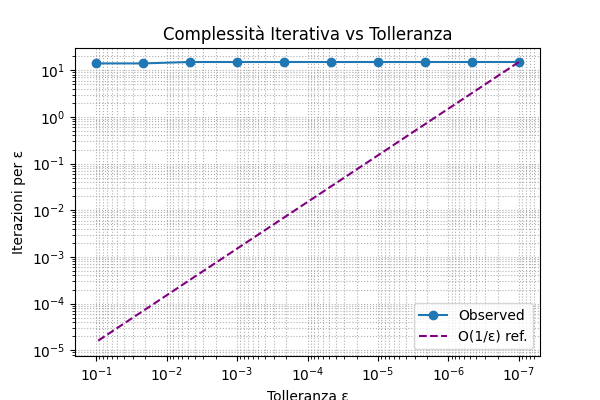 Complessità Iterativa vs Tolleranza
Iterazioni per ε
10¹
10⁰
10⁻¹
10⁻²
10⁻³
10⁻⁴
10⁻⁵
Observed
O(1/ε) ref.
10⁻¹ 10⁻² 10⁻³ 10⁻⁴ 10⁻⁵ 10⁻⁶ 10⁻⁷
Tolleranza ε